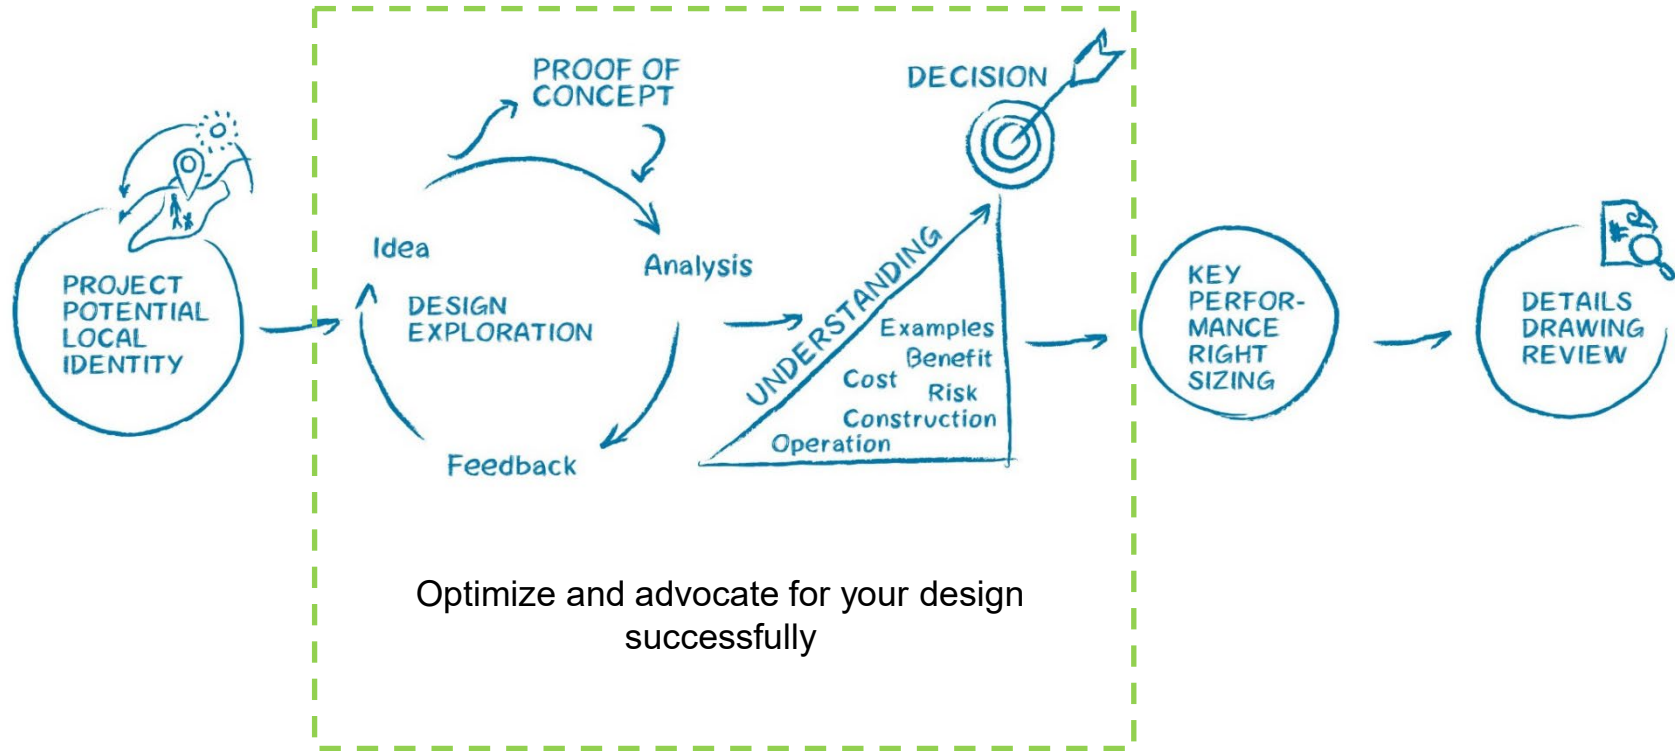 PROJECT
POTENTIAL
LOCAL
IDENTITY
PROOF OF
CONCEPT
Idea
Analysis
DESIGN
EXPLORATION
Feedback
DECISION
UNDERSTANDING
Examples
Benefit
Cost
Risk
Construction
Operation
KEY
PERFOR-
MANCE
RIGHT
SIZING
DETAILS
DRAWING
REVIEW
Optimize and advocate for your design
successfully